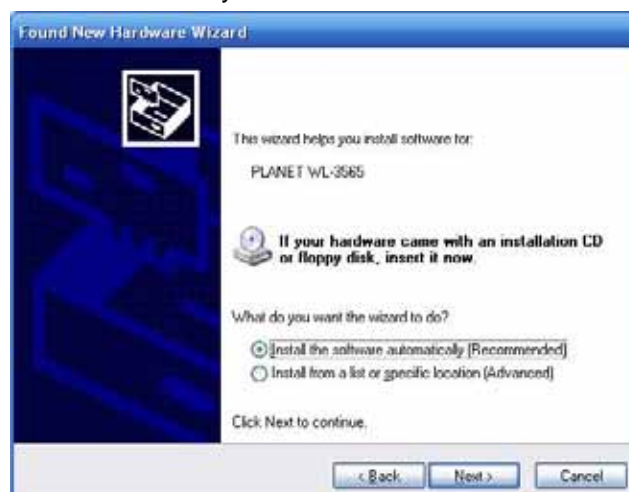 Found New Hardware Wizard
This wizard helps you install software for:
PLANET WL-3565
If your hardware came with an installation CD
or floppy disk, insert it now.
What do you want the wizard to do?
Install the software automatically (Recommended)
Install from a list or specific location (Advanced)
Click Next to continue.
< Back
Next >
Cancel